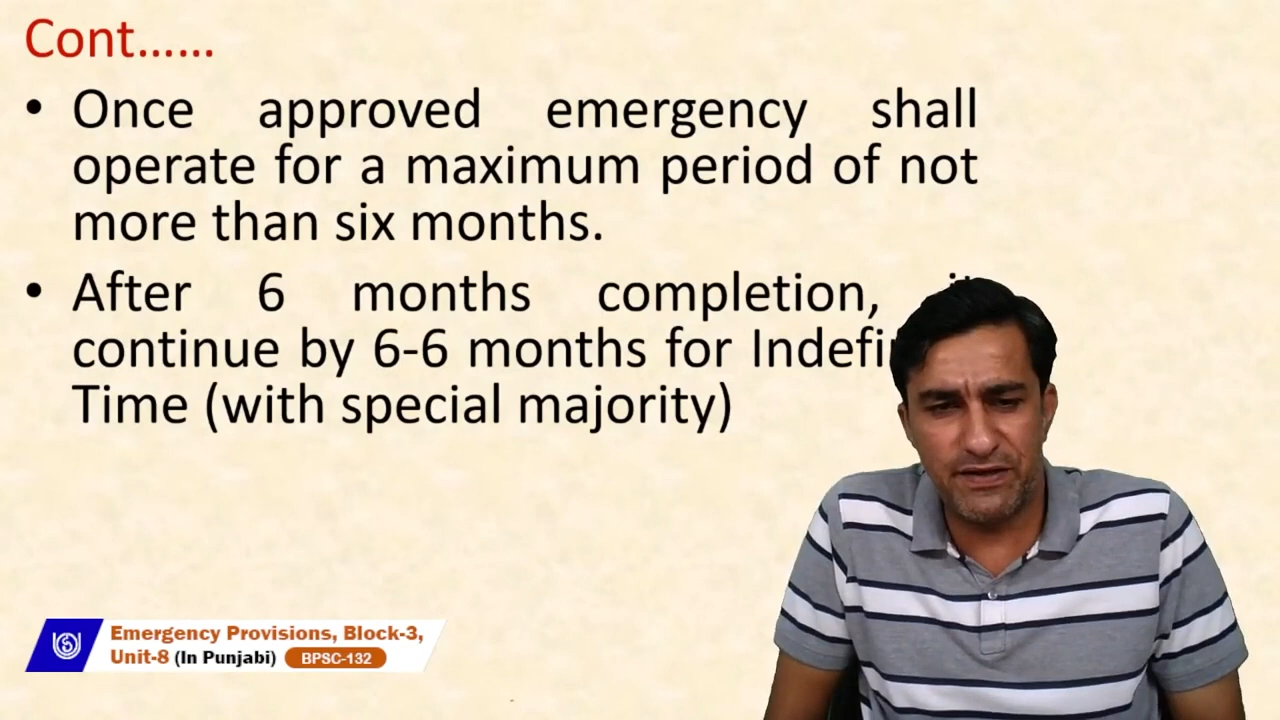 Cont......
• Once approved emergency shall
operate for a maximum period of not
more than six months.
• After 6 months completion,
continue by 6-6 months for
Time (with special majority)
Emergency Provisions, Block-3,
Unit-8 (In Punjabi) BPSC-132